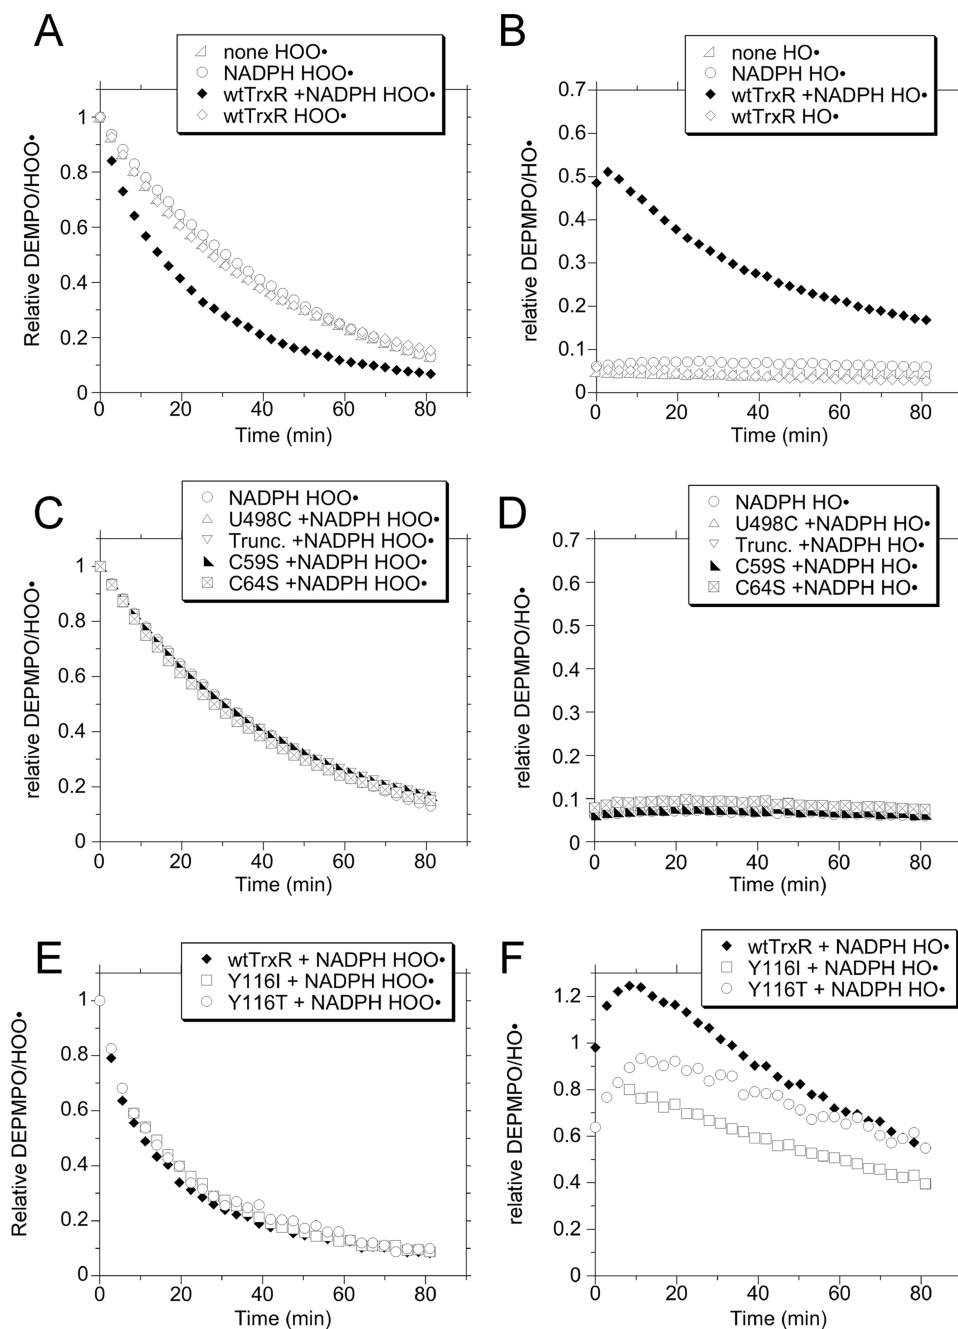 A
none HOO•
NADPH HOO•
wtTrxR +NADPH HOO•
wtTrxR HOO•
1
0.8
0.6
0.4
0.2
0
Relative DEMPO/HOO•
0 20 40 60 80
Time (min)
B
none HO•
NADPH HO•
wtTrxR +NADPH HO•
wtTrxR HO•
0.7
0.6
0.5
0.4
0.3
0.2
0.1
0
relative DEPMPO/HO•
0 20 40 60 80
Time (min)
C
NADPH HOO•
U498C +NADPH HOO•
Trunc. +NADPH HOO•
C59S +NADPH HOO•
C64S +NADPH HOO•
1
0.8
0.6
0.4
0.2
0
relative DEPMPO/HOO•
0 20 40 60 80
Time (min)
D
NADPH HO•
U498C +NADPH HO•
Trunc. +NADPH HO•
C59S +NADPH HO•
C64S +NADPH HO•
0.7
0.6
0.5
0.4
0.3
0.2
0.1
0
relative DEPMPO/HO•
0 20 40 60 80
Time (min)
E
wtTrxR + NADPH HOO•
Y116I + NADPH HOO•
Y116T + NADPH HOO•
1
0.8
0.6
0.4
0.2
0
Relative DEPMPO/HOO•
0 20 40 60 80
Time (min)
F
wtTrxR + NADPH HO•
Y116I + NADPH HO•
Y116T + NADPH HO•
1.2
1
0.8
0.6
0.4
0.2
0
relative DEPMPO/HO•
0 20 40 60 80
Time (min)